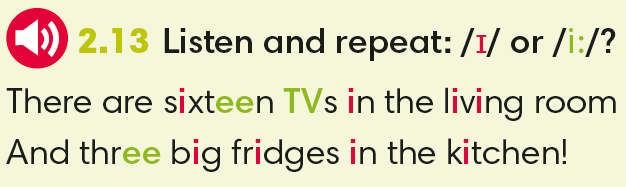 2.13 Listen and repeat: /ɪ/ or /i:/?
There are sixteen TVs in the living room
And three big fridges in the kitchen!